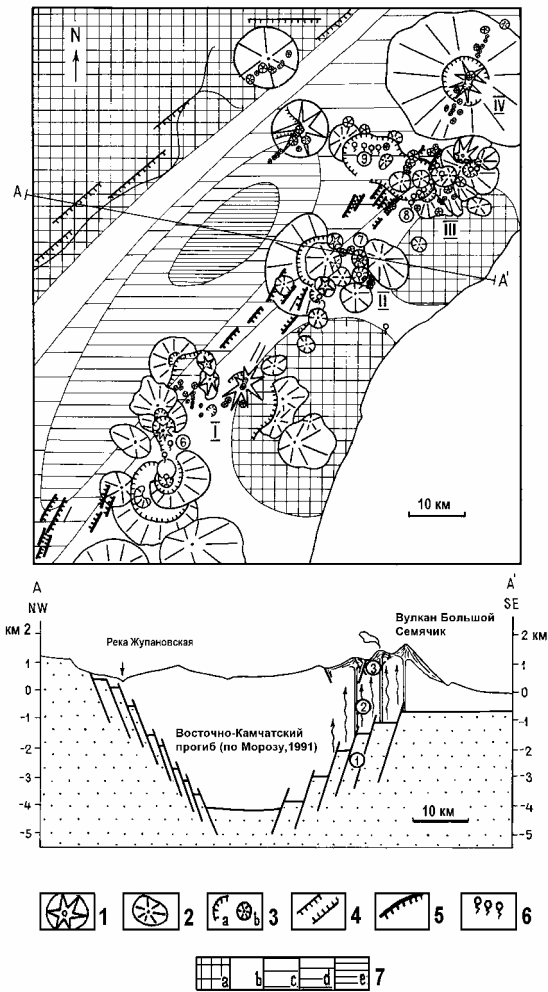 N
IV
9
A
8
III
7
A'
II
6
I
10 км
A
NW
A'
SE
км 2
1
0
-1
-2
-3
-4
-5
Река Жупановская
Вулкан Большой
Семячик
2 км
1
0
-1
-2
-3
-4
-5
3
2
1
Восточно-Камчатский
прогиб (по Морозу,1991)
10 км
1
2
a b 3
4
5
6
a b c d e 7